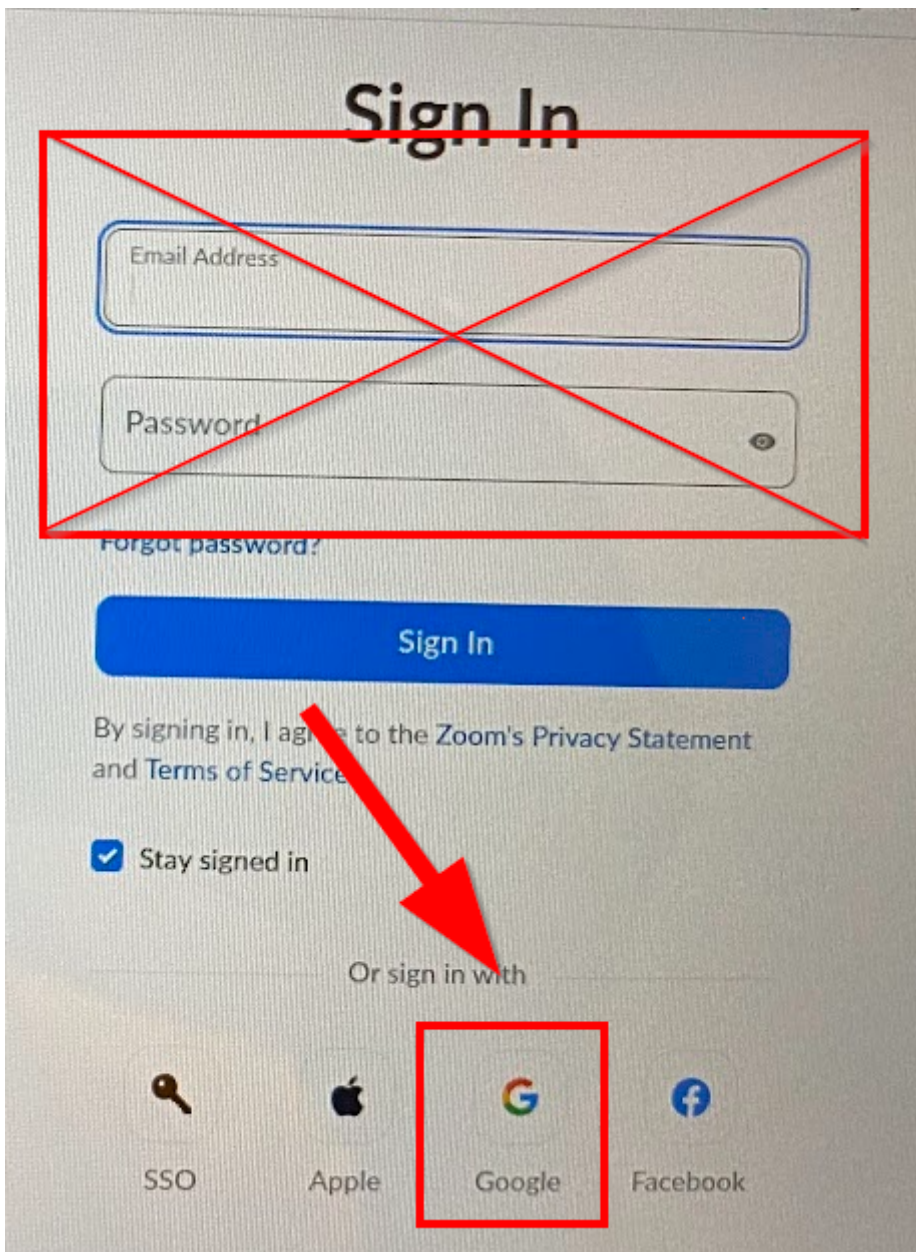 Sign In
Email Address
Password
Forgot password?
Sign In
By signing in, I agree to the Zoom's Privacy Statement
and Terms of Service
Stay signed in
Or sign in with
SSO Apple Google Facebook